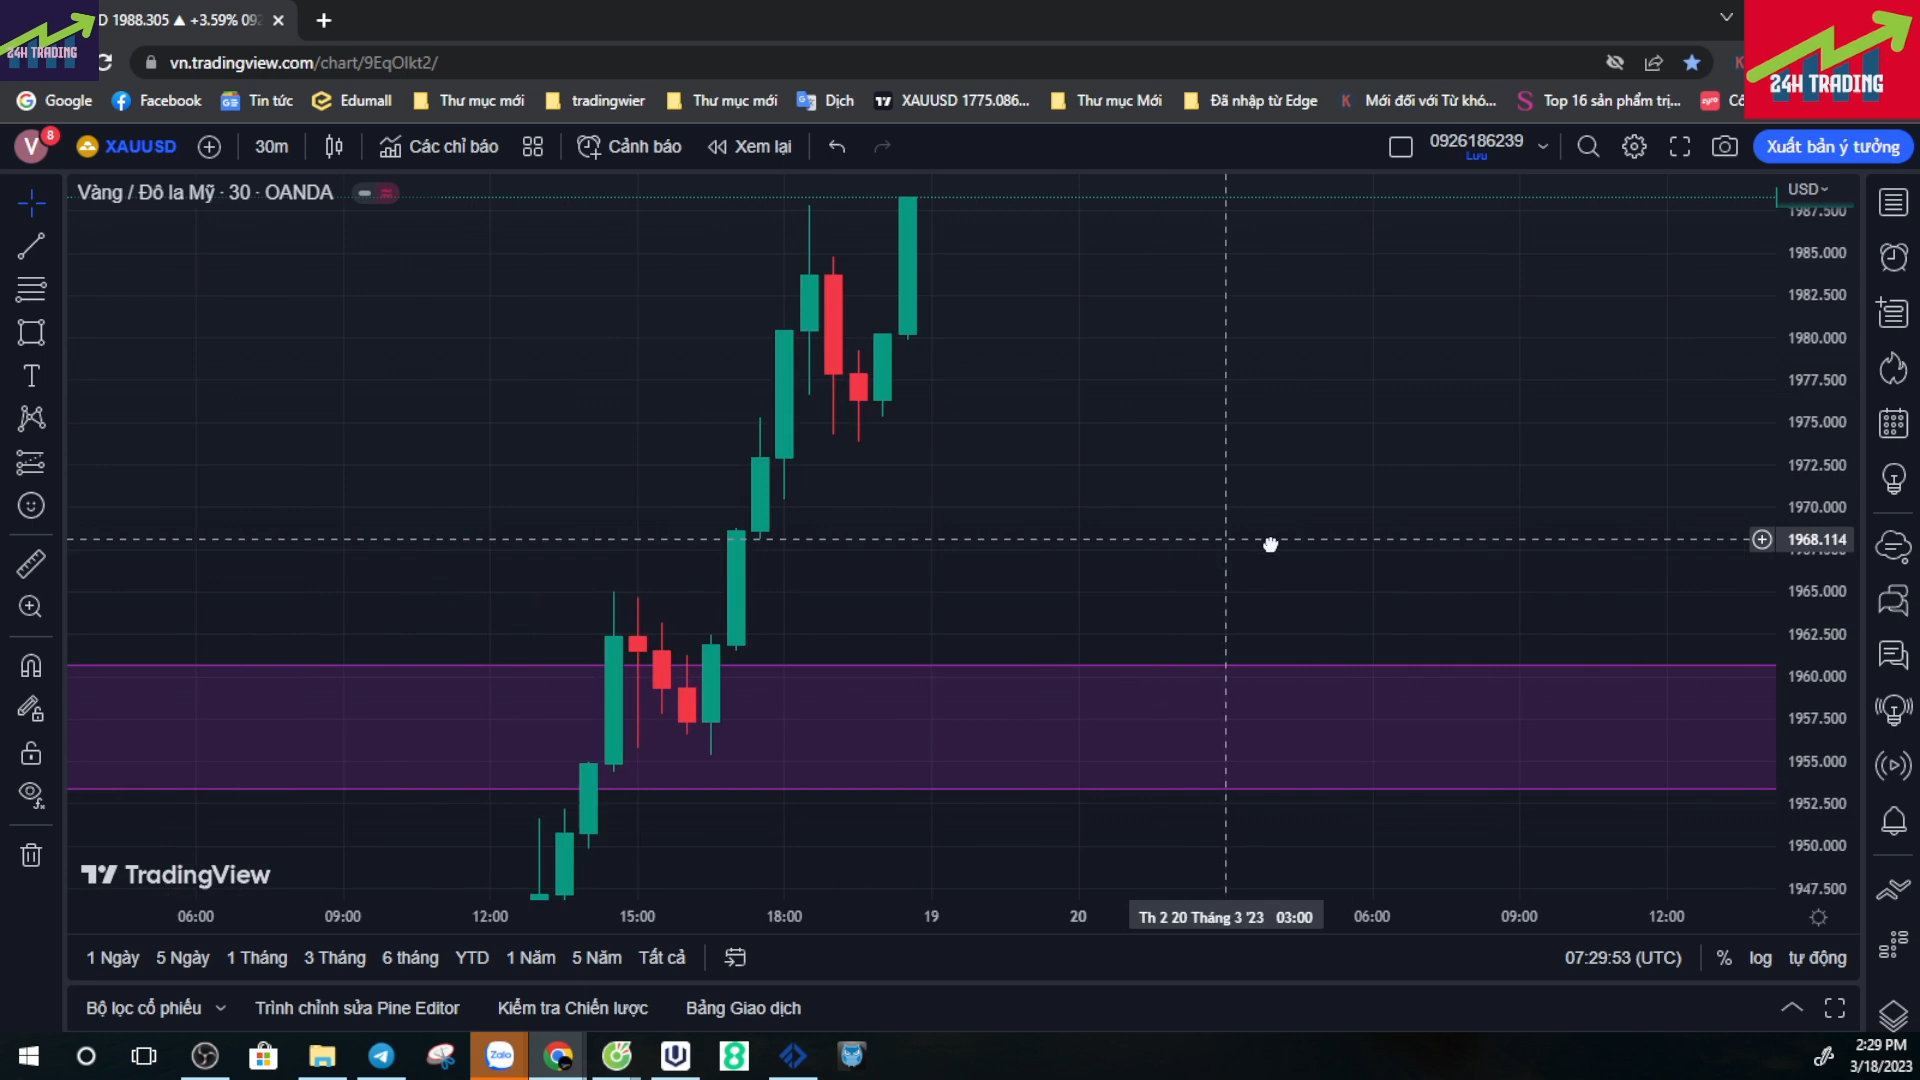 D 1988.305 ▲ +3.59% 092
24H TRADING
24H TRADING
vn.tradingview.com/chart/9EqOlkt2/
Google Facebook Tin tức Edumall Thư mục mới tradingwier Thư mục mới Dịch XAUUSD 1775.086... Thư mục Mới Đã nhập từ Edge Mới đối với Từ khó... Top 16 sản phẩm trị...
V 8 XAUUSD 30m Các chỉ báo Cảnh báo Xem lại 0926186239 Lưu Xuất bản ý tưởng
Vàng / Đô la Mỹ · 30 · OANDA
USD
1987.500
1985.000
1982.500
1980.000
1977.500
1975.000
1972.500
1970.000
1968.114
1965.000
1962.500
1960.000
1957.500
1955.000
1952.500
1950.000
1947.500
TradingView
06:00 09:00 12:00 15:00 18:00 19 20 Th 2 20 Tháng 3 '23 03:00 06:00 09:00 12:00
1 Ngày 5 Ngày 1 Tháng 3 Tháng 6 tháng YTD 1 Năm 5 Năm Tất cả 07:29:53 (UTC) % log tự động
Bộ lọc cổ phiếu Trình chỉnh sửa Pine Editor Kiểm tra Chiến lược Bảng Giao dịch
Zalo
2:29 PM
3/18/2023